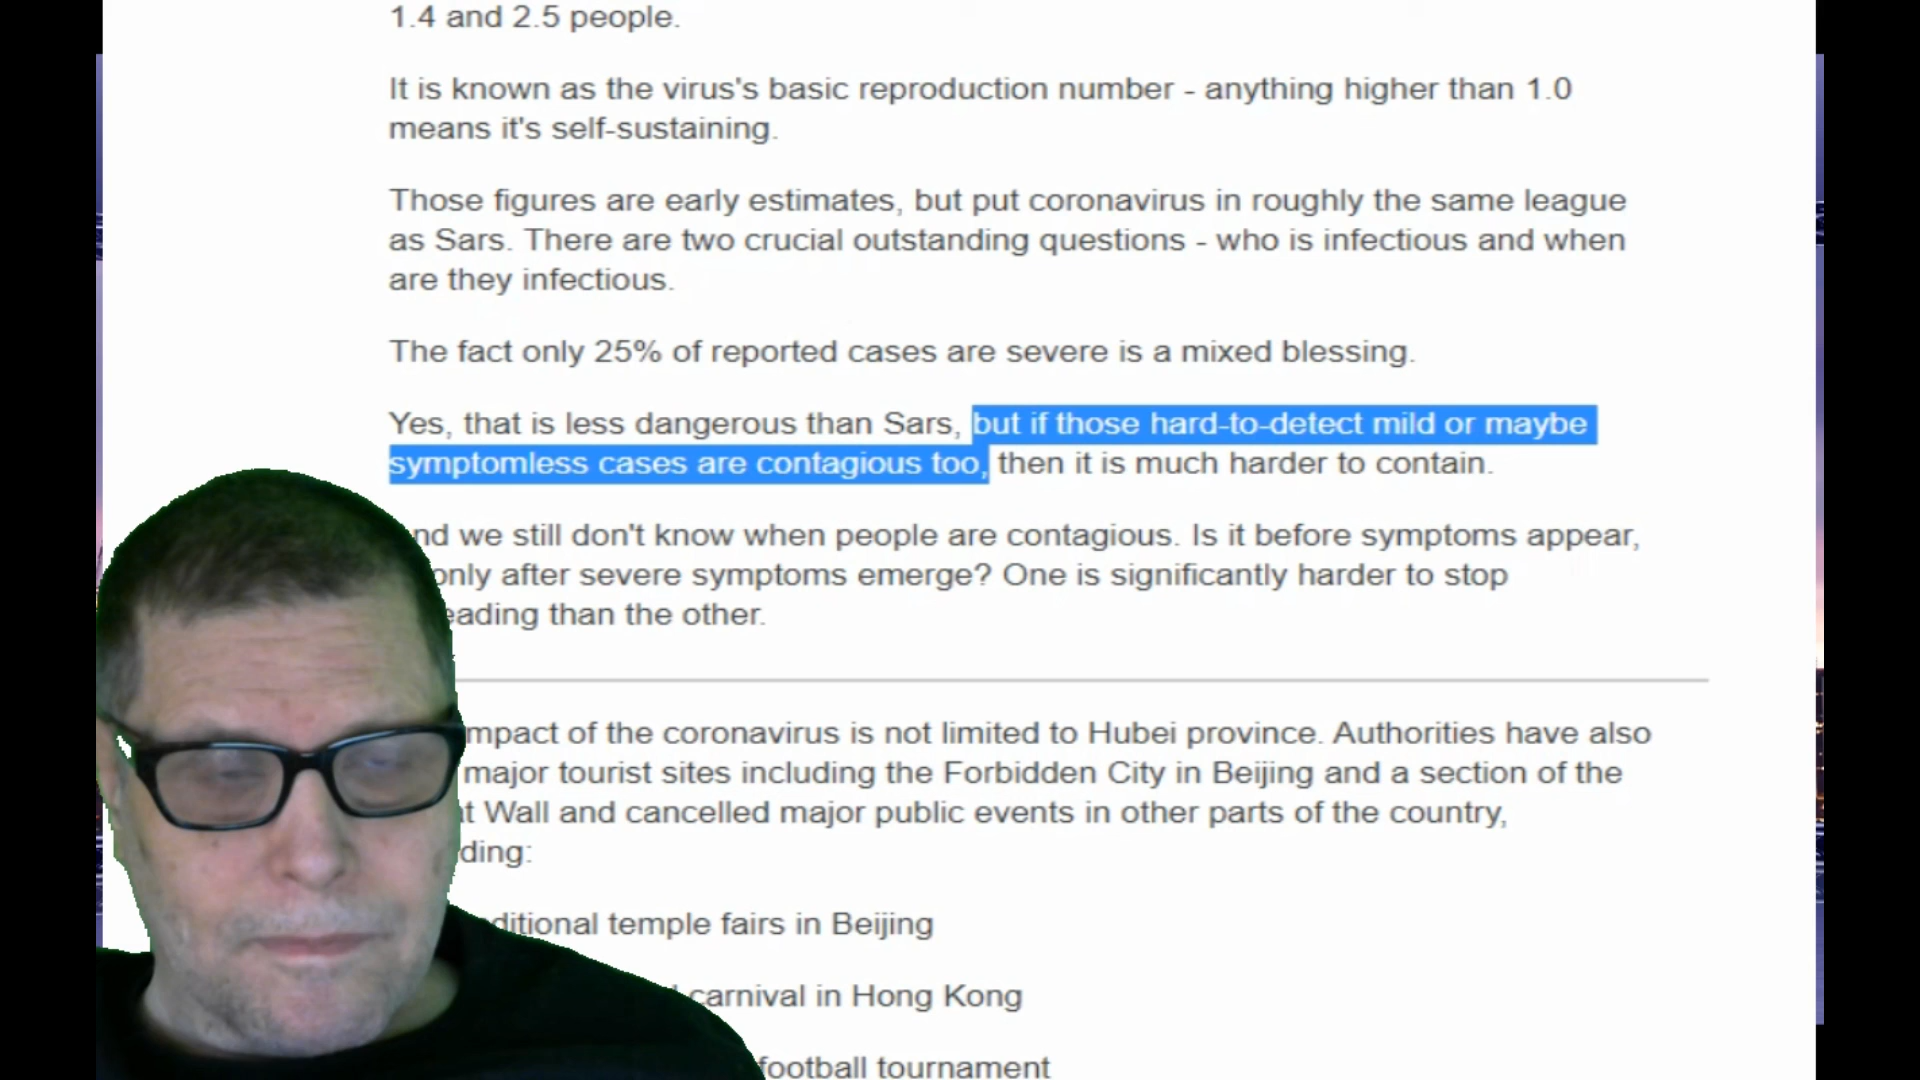 1.4 and 2.5 people.
It is known as the virus's basic reproduction number - anything higher than 1.0
means it's self-sustaining.
Those figures are early estimates, but put coronavirus in roughly the same league
as Sars. There are two crucial outstanding questions - who is infectious and when
are they infectious.
The fact only 25% of reported cases are severe is a mixed blessing.
Yes, that is less dangerous than Sars, but if those hard-to-detect mild or maybe
symptomless cases are contagious too, then it is much harder to contain.
nd we still don't know when people are contagious. Is it before symptoms appear,
only after severe symptoms emerge? One is significantly harder to stop
eading than the other.
mpact of the coronavirus is not limited to Hubei province. Authorities have also
major tourist sites including the Forbidden City in Beijing and a section of the
at Wall and cancelled major public events in other parts of the country,
ding:
ditional temple fairs in Beijing
carnival in Hong Kong
football tournament